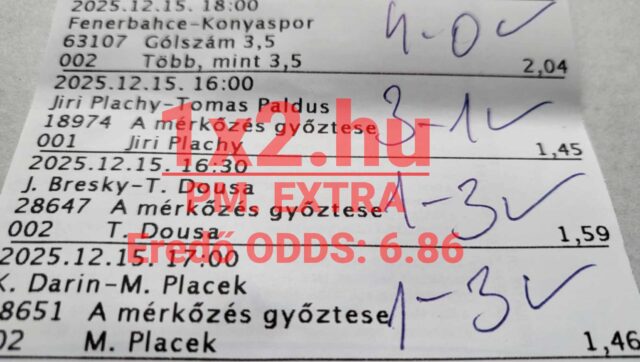 2025.12.15. 18:00
Fenerbahce-Konyaspor
63107 Gólszám 3,5
002 Több, mint 3,5 2,04
4-0 ✓
2025.12.15. 16:00
Jiri Plachy-Tomas Paldus
18974 A mérkőzés győztese
001 Jiri Plachy 1,45
3-1 ✓
2025.12.15. 16:30
J. Bresky-T. Dousa
28647 A mérkőzés győztese
002 T. Dousa 1,59
1-3 ✓
2025.12.15. 17:00
K. Darin-M. Placek
8651 A mérkőzés győztese
02 M. Placek 1,46
1-3 ✓
1x2.hu
PM. EXTRA
Eredő ODDS: 6.86